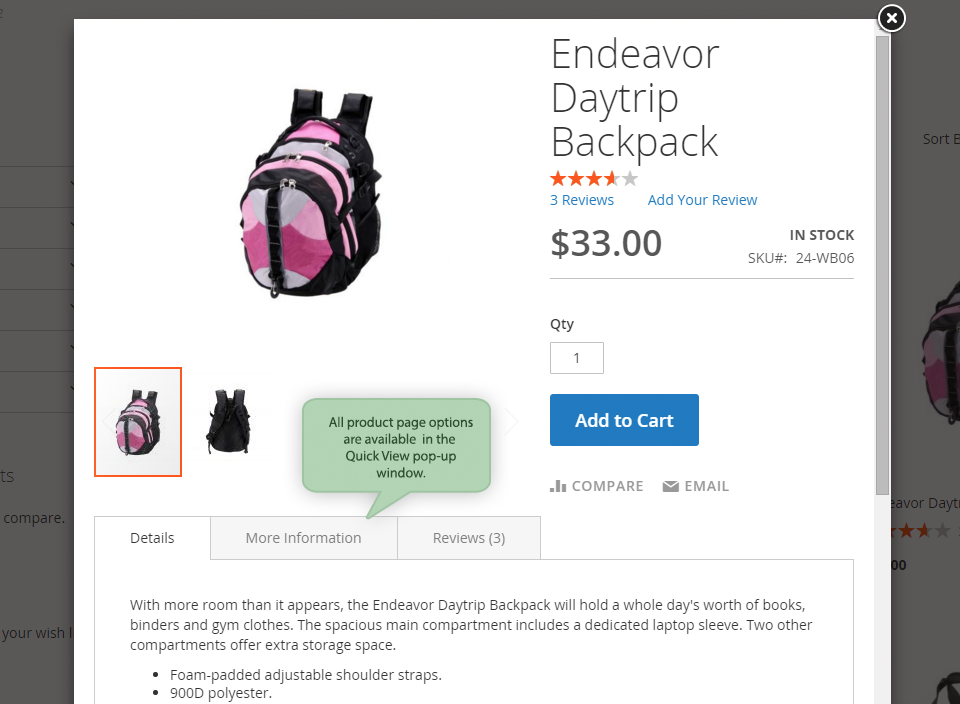 Endeavor
Daytrip
Backpack
3 Reviews Add Your Review
$33.00
IN STOCK
SKU#: 24-WB06
Qty
1
Add to Cart
COMPARE EMAIL
All product page options
are available in the
Quick View pop-up
window.
Details More Information Reviews (3)
With more room than it appears, the Endeavor Daytrip Backpack will hold a whole day's worth of books,
binders and gym clothes. The spacious main compartment includes a dedicated laptop sleeve. Two other
compartments offer extra storage space.
Foam-padded adjustable shoulder straps.
900D polyester.
Sort B
ts
compare.
your wish l
eavor Dayt
00